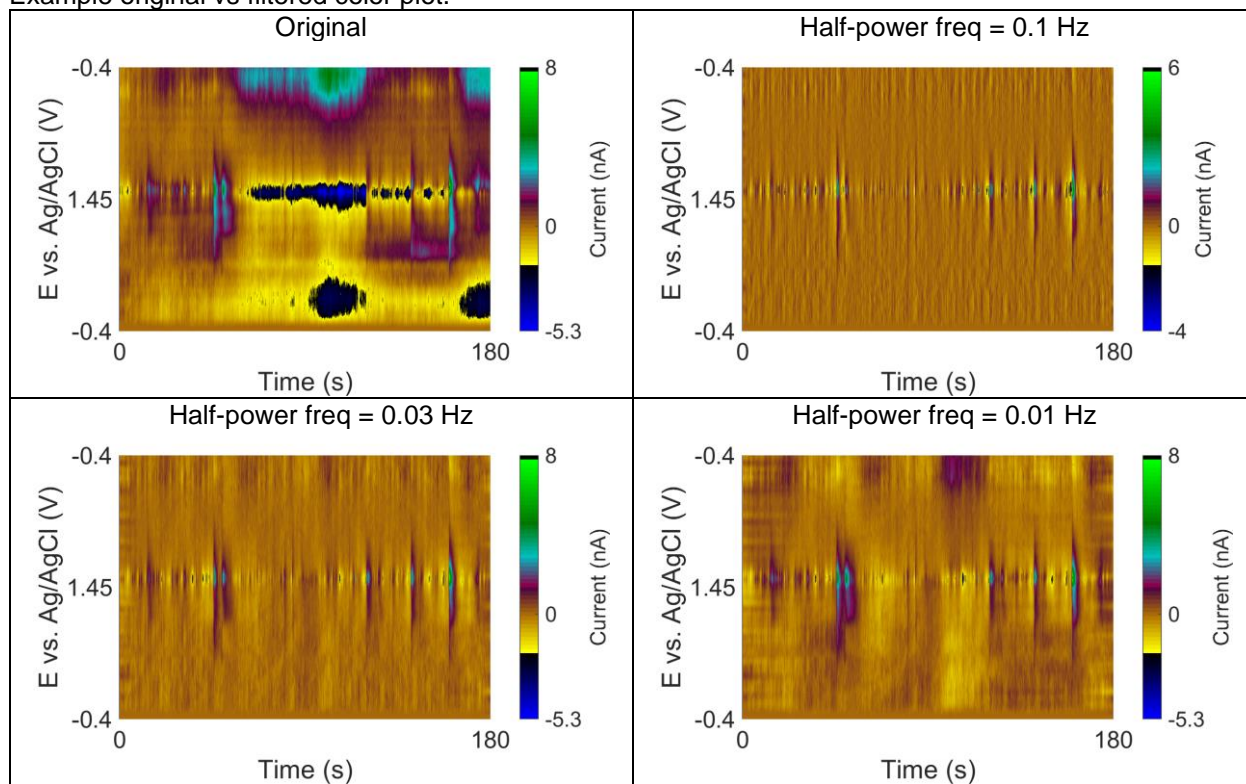 Example original vs filtered color plot:
Original
-0.4
1.45
-0.4
E vs. Ag/AgCl (V)
0
180
Time (s)
8
0
-5.3
Current (nA)
Half-power freq = 0.1 Hz
-0.4
1.45
-0.4
E vs. Ag/AgCl (V)
0
180
Time (s)
6
0
-4
Current (nA)
Half-power freq = 0.03 Hz
-0.4
1.45
-0.4
E vs. Ag/AgCl (V)
0
180
Time (s)
8
0
-5.3
Current (nA)
Half-power freq = 0.01 Hz
-0.4
1.45
-0.4
E vs. Ag/AgCl (V)
0
180
Time (s)
8
0
-5.3
Current (nA)